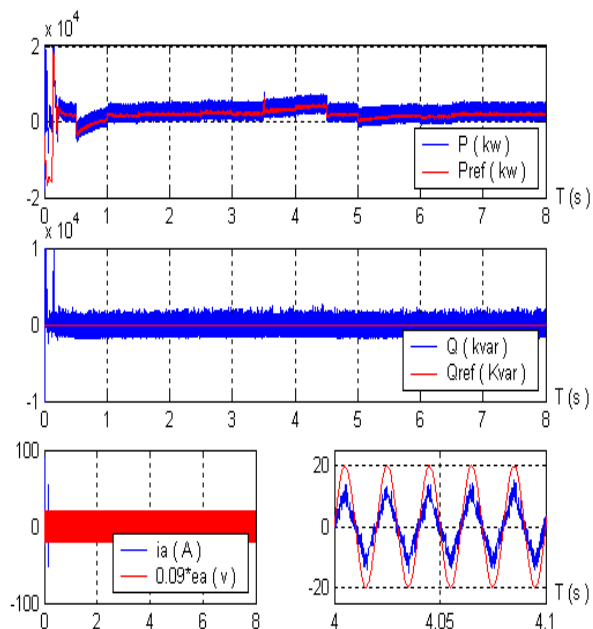 x 10^4
2
0
-2
0 1 2 3 4 5 6 7 8
T (s)
P ( kw )
Pref ( kw )
x 10^4
1
0
-1
0 1 2 3 4 5 6 7 8
T (s)
Q ( kvar )
Qref ( Kvar )
100
0
-100
0 2 4 6 8
ia ( A )
0.09*ea ( v )
20
0
-20
4 4.05 4.1
T (s)